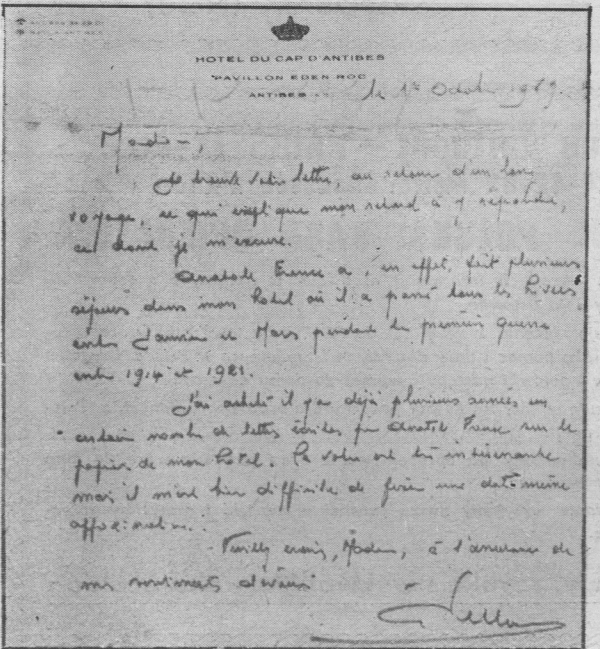 HOTEL DU CAP D'ANTIBES
PAVILLON EDEN ROC
ANTIBES le 1er Octobre 1969
Madame,
Je trouve votre lettre, au retour d'un long
voyage, ce qui explique mon retard à y répondre,
ce dont je m'excuse.
Anatole France a, en effet, fait plusieurs
séjours dans mon hotel où il a passé tous les hivers
entre Janvier et Mars pendant la première guerre
entre 1914 et 1921.
J'ai acheté il y a déjà plusieurs années un
certain nombre de lettres écrites par Anatole France sur le
papier de mon hotel. La votre est très intéressante
mais il m'est bien difficile de fixer une date même
approximative.
Veuillez croire, Madame, à l'assurance de
mes sentiments dévoués